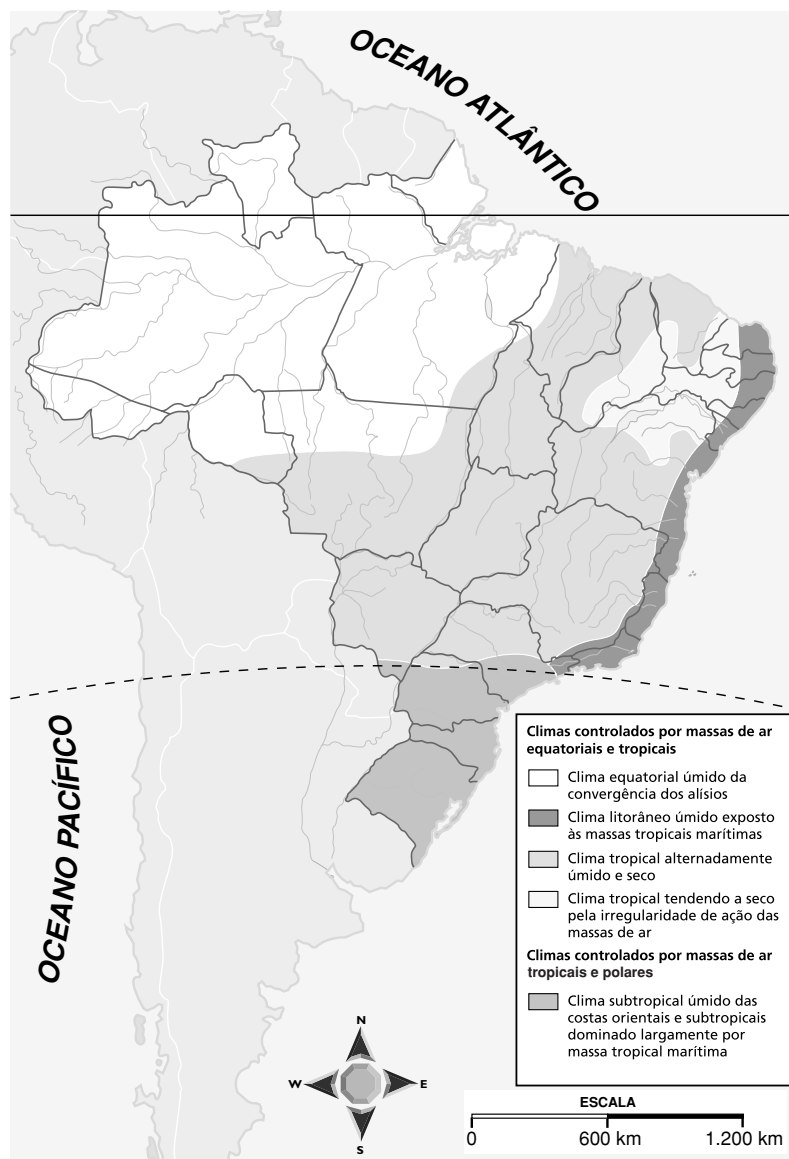 OCEANO ATLÂNTICO
OCEANO PACÍFICO
Climas controlados por massas de ar
equatoriais e tropicais
Clima equatorial úmido da
convergência dos alísios
Clima litorâneo úmido exposto
às massas tropicais marítimas
Clima tropical alternadamente
úmido e seco
Clima tropical tendendo a seco
pela irregularidade de ação das
massas de ar
Climas controlados por massas de ar
tropicais e polares
Clima subtropical úmido das
costas orientais e subtropicais
dominado largamente por
massa tropical marítima
N
W
E
S
ESCALA
0
600 km
1.200 km